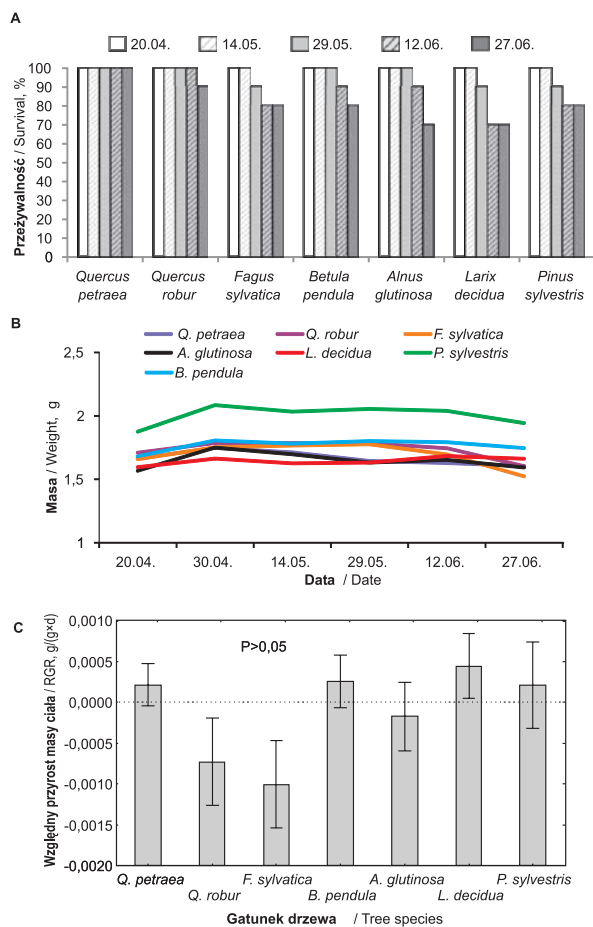 A
20.04. 14.05. 29.05. 12.06. 27.06.
Przeżywalność / Survival, %
100
90
80
70
60
50
40
30
20
10
0
Quercus petraea
Quercus robur
Fagus sylvatica
Betula pendula
Alnus glutinosa
Larix decidua
Pinus sylvestris
B
Q. petraea Q. robur F. sylvatica
A. glutinosa L. decidua P. sylvestris
B. pendula
Masa / Weight, g
2,5
2
1,5
1
20.04. 30.04. 14.05. 29.05. 12.06. 27.06.
Data / Date
C
Względny przyrost masy ciała / RGR, g/(g×d)
P>0,05
0,0010
0,0005
0,0000
-0,0005
-0,0010
-0,0015
-0,0020
Q. petraea
Q. robur
F. sylvatica
B. pendula
A. glutinosa
L. decidua
P. sylvestris
Gatunek drzewa / Tree species